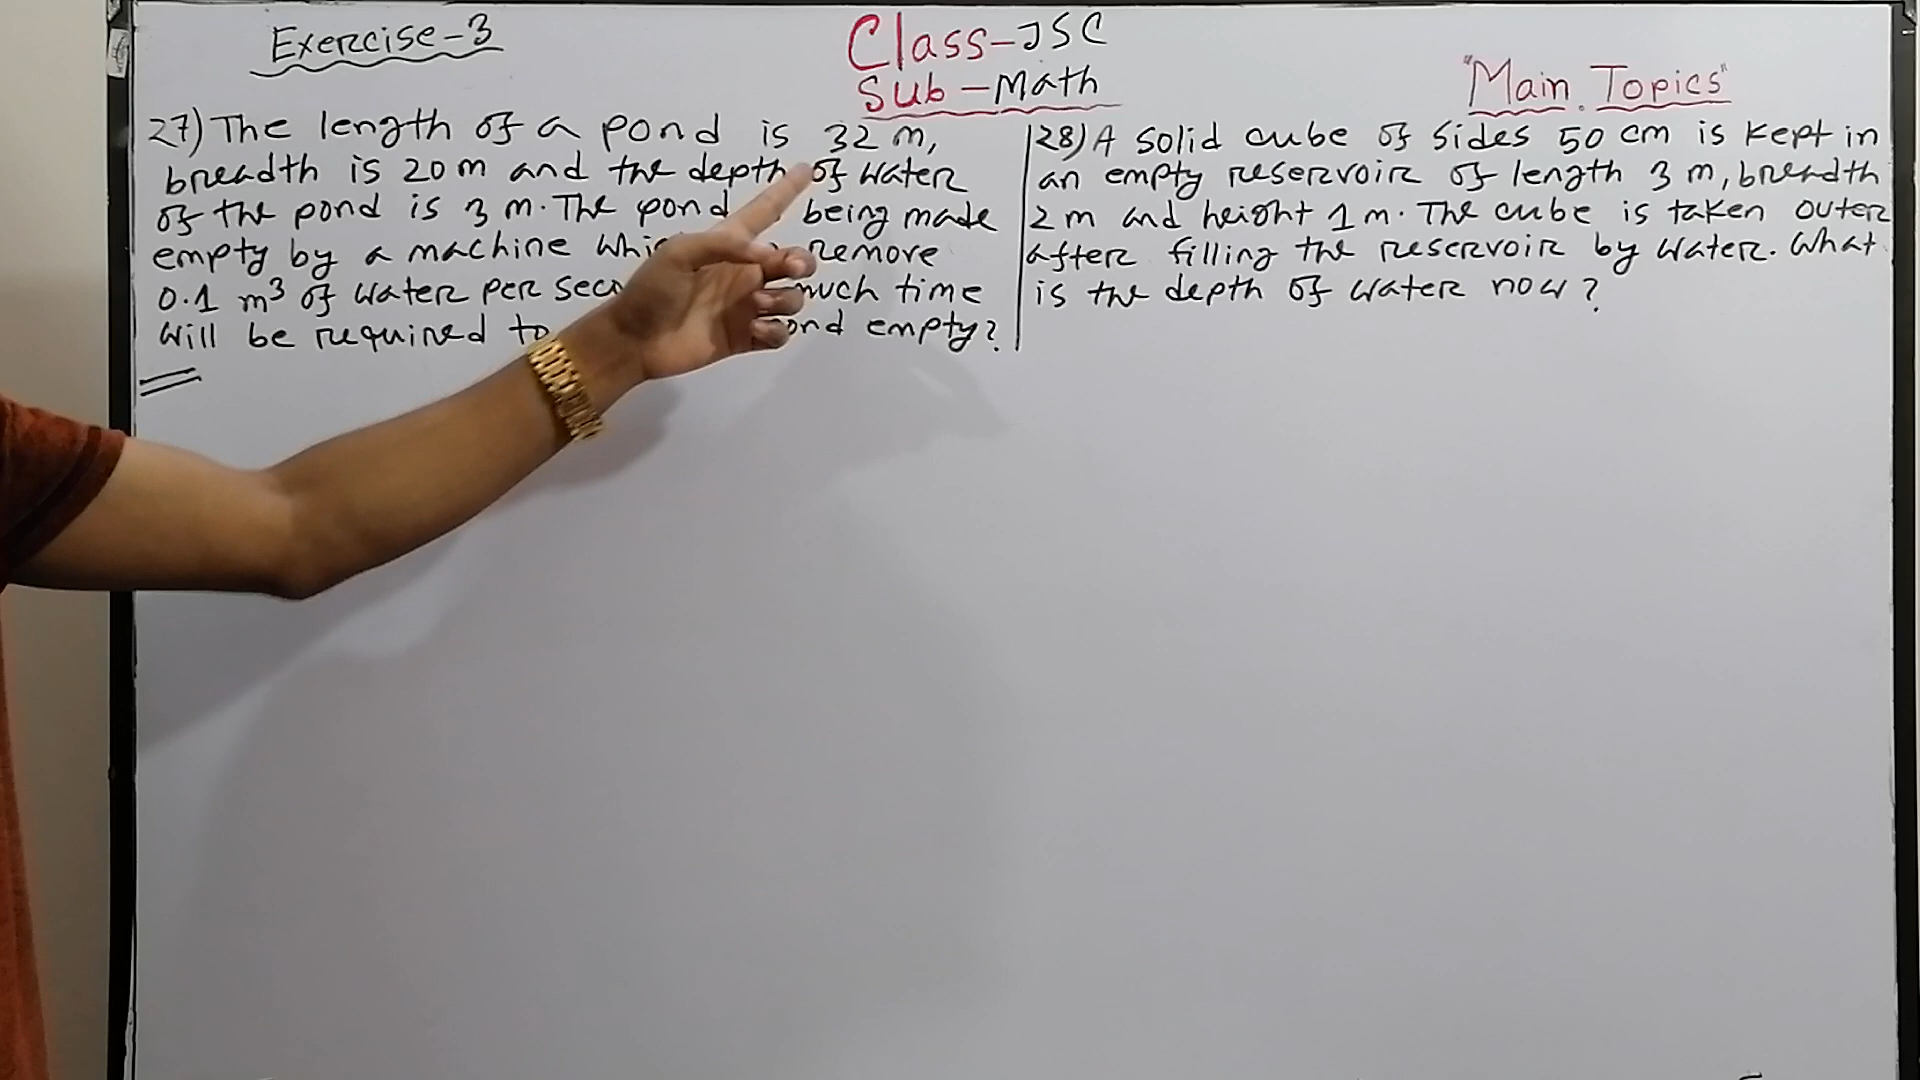 Exercise-3
Class-JSC
Sub-Math
"Main Topics"
27) The length of a pond is 32 m,
breadth is 20 m and the depth of water
of the pond is 3 m. The pond being made
empty by a machine remove
0.1 m³ of water per much time
will be required to empty?
28) A solid cube of sides 50 cm is kept in
an empty reservoir of length 3 m, breadth
2 m and height 1 m. The cube is taken outer
after filling the reservoir by water. What
is the depth of water now?